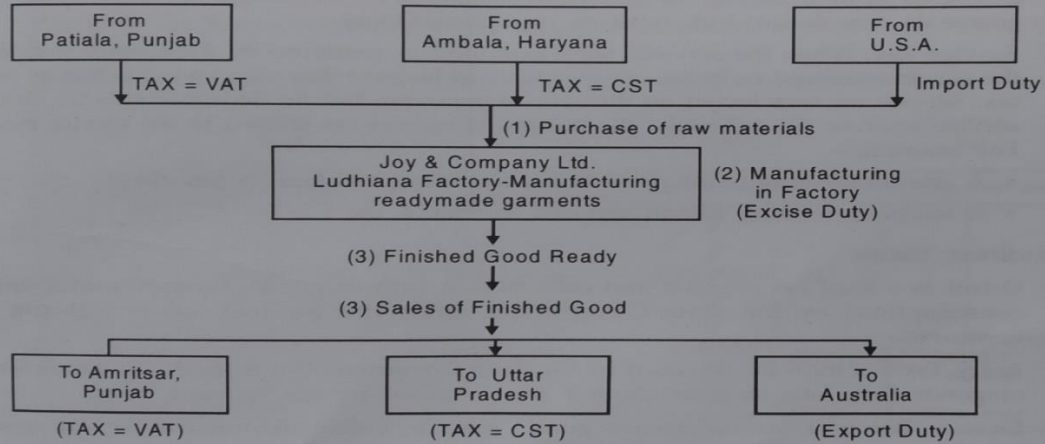 From
Patiala, Punjab
From
Ambala, Haryana
From
U.S.A.
TAX = VAT
TAX = CST
Import Duty
(1) Purchase of raw materials
Joy & Company Ltd.
Ludhiana Factory-Manufacturing
readymade garments
(2) Manufacturing
in Factory
(Excise Duty)
(3) Finished Good Ready
(3) Sales of Finished Good
To Amritsar,
Punjab
To Uttar
Pradesh
To
Australia
(TAX = VAT)
(TAX = CST)
(Export Duty)